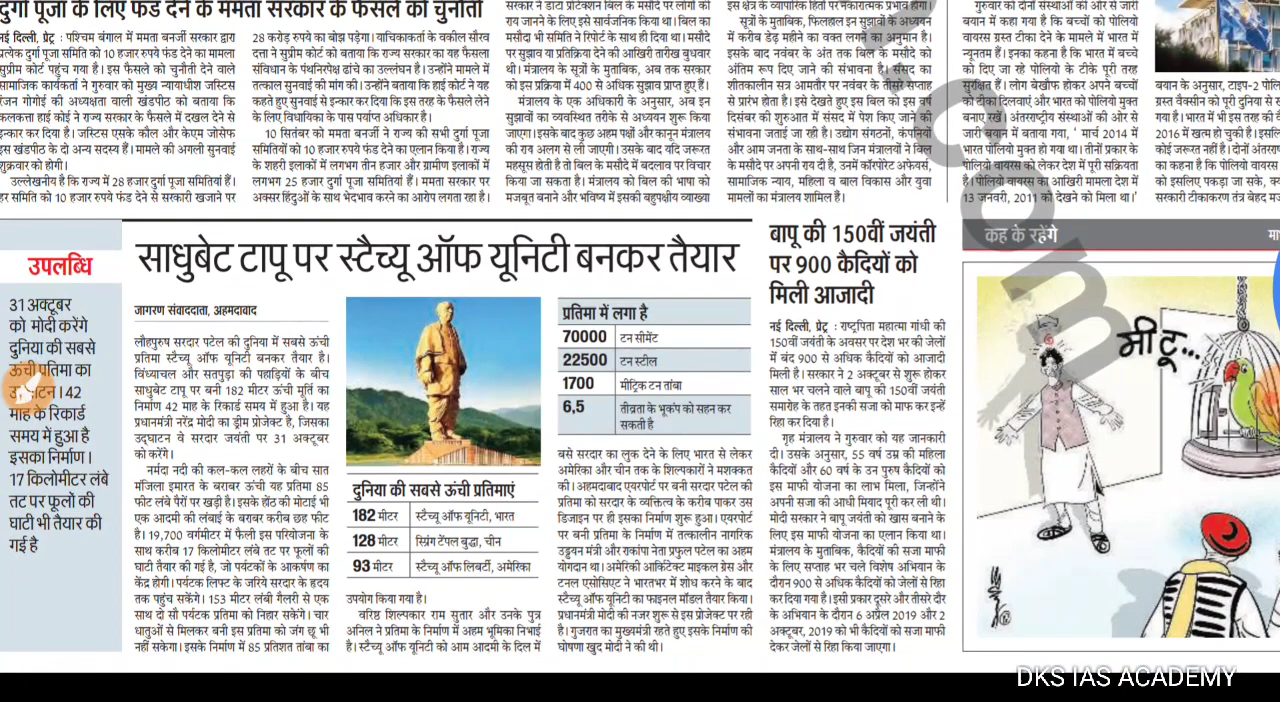 दुर्गा पूजा के लिए फंड देने के ममता सरकार के फैसले को चुनौती
नई दिल्ली, प्रेट्र : पश्चिम बंगाल में ममता बनर्जी सरकार द्वारा
प्रत्येक दुर्गा पूजा समिति को 10 हजार रुपये फंड देने का मामला
सुप्रीम कोर्ट पहुंच गया है। इस फैसले को चुनौती देने वाले
सामाजिक कार्यकर्ता ने गुरुवार को मुख्य न्यायाधीश जस्टिस
रंजन गोगोई की अध्यक्षता वाली खंडपीठ को बताया कि
कलकत्ता हाई कोर्ट ने राज्य सरकार के फैसले में दखल देने से
इन्कार कर दिया है। जस्टिस एसके कौल और केएम जोसेफ
इस खंडपीठ के दो अन्य सदस्य हैं। मामले की अगली सुनवाई
शुक्रवार को होगी।
उल्लेखनीय है कि राज्य में 28 हजार दुर्गा पूजा समितियां हैं।
हर समिति को 10 हजार रुपये फंड देने से सरकारी खजाने पर
28 करोड़ रुपये का बोझ पड़ेगा। याचिकाकर्ता के वकील सौरव
दत्ता ने सुप्रीम कोर्ट को बताया कि राज्य सरकार का यह फैसला
संविधान के पंथनिरपेक्ष ढांचे का उल्लंघन है। उन्होंने मामले में
तत्काल सुनवाई की मांग की। उन्होंने बताया कि हाई कोर्ट ने यह
कहते हुए सुनवाई से इन्कार कर दिया कि इस तरह के फैसले लेने
के लिए विधायिका के पास पर्याप्त अधिकार है।
10 सितंबर को ममता बनर्जी ने राज्य की सभी दुर्गा पूजा
समितियों को 10 हजार रुपये फंड देने का एलान किया है। राज्य
के शहरी इलाकों में लगभग तीन हजार और ग्रामीण इलाकों में
लगभग 25 हजार दुर्गा पूजा समितियां हैं। ममता सरकार पर
अक्सर हिंदुओं के साथ भेदभाव करने का आरोप लगता रहा है।
सरकार ने डाटा प्रोटेक्शन बिल के मसौदे पर लोगों की
राय जानने के लिए इसे सार्वजनिक किया था। बिल का
मसौदा भी समिति ने रिपोर्ट के साथ ही दिया था। मसौदे
पर सुझाव या प्रतिक्रिया देने की आखिरी तारीख बुधवार
थी। मंत्रालय के सूत्रों के मुताबिक, अब तक सरकार
को इस प्रक्रिया में 400 से अधिक सुझाव प्राप्त हुए हैं।
मंत्रालय के एक अधिकारी के अनुसार, अब इन
सुझावों का व्यवस्थित तरीके से अध्ययन शुरू किया
जाएगा। इसके बाद कुछ अहम पक्षों और कानून मंत्रालय
की राय अलग से ली जाएगी। उसके बाद यदि जरूरत
महसूस होती है तो बिल के मसौदे में बदलाव पर विचार
किया जा सकता है। मंत्रालय को बिल की भाषा को
मजबूत बनाने और भविष्य में इसकी बहुपक्षीय व्याख्या
इस क्षेत्र के व्यापारिक हितों पर नकारात्मक प्रभाव होगा।
सूत्रों के मुताबिक, फिलहाल इन सुझावों के अध्ययन
में करीब डेढ़ महीने का वक्त लगने का अनुमान है।
इसके बाद नवंबर के अंत तक बिल के मसौदे को
अंतिम रूप दिए जाने की संभावना है। संसद का
शीतकालीन सत्र आमतौर पर नवंबर के तीसरे सप्ताह
से प्रारंभ होता है। इसे देखते हुए इस बिल को इस वर्ष
दिसंबर की शुरुआत में संसद में पेश किए जाने की
संभावना जताई जा रही है। उद्योग संगठनों, कंपनियों
और आम जनता के साथ-साथ जिन मंत्रालयों ने बिल
के मसौदे पर अपनी राय दी है, उनमें कॉरपोरेट अफेयर्स,
सामाजिक न्याय, महिला व बाल विकास और युवा
मामलों का मंत्रालय शामिल है।
गुरुवार को दोनों संस्थाओं की ओर से जारी
बयान में कहा गया है कि बच्चों को पोलियो
वायरस ग्रस्त टीका देने के मामले में भारत में
न्यूनतम हैं। इनका कहना है कि भारत में बच्चे
को दिए जा रहे पोलियो के टीके पूरी तरह
सुरक्षित हैं। लोग बेखौफ होकर अपने बच्चों
को टीका दिलवाएं और भारत को पोलियो मुक्त
बनाए रखें। अंतरराष्ट्रीय संस्थाओं की ओर से
जारी बयान में बताया गया, ' मार्च 2014 में
भारत पोलियो मुक्त हो गया था। तीनों प्रकार के
पोलियो वायरस को लेकर देश में पूरी सक्रियता
है। पोलियो वायरस का आखिरी मामला देश में
13 जनवरी, 2011 को देखने को मिला था।'
बयान के अनुसार, टाइप-2 पोलि
ग्रस्त वैक्सीन को पूरी दुनिया से ह
गया है। भारत में भी इस तरह की दै
2016 में खत्म हो चुकी है। इसलि
कोई जरूरत नहीं है। दोनों अंतररा
का कहना है कि पोलियो वायरस
को इसलिए पकड़ा जा सके, क
सरकारी टीकाकरण तंत्र बेहद मज
.com
उपलब्धि
31 अक्टूबर
को मोदी करेंगे
दुनिया की सबसे
ऊंची प्रतिमा का
42
माह के रिकार्ड
समय में हुआ है
इसका निर्माण।
17 किलोमीटर लंबे
तट पर फूलों की
घाटी भी तैयार की
गई है
साधुबेट टापू पर स्टैच्यू ऑफ यूनिटी बनकर तैयार
जागरण संवाददाता, अहमदाबाद
लौहपुरुष सरदार पटेल की दुनिया में सबसे ऊंची
प्रतिमा स्टैच्यू ऑफ यूनिटी बनकर तैयार है।
विंध्याचल और सतपुड़ा की पहाड़ियों के बीच
साधुबेट टापू पर बनी 182 मीटर ऊंची मूर्ति का
निर्माण 42 माह के रिकार्ड समय में हुआ है। यह
प्रधानमंत्री नरेंद्र मोदी का ड्रीम प्रोजेक्ट है, जिसका
उद्घाटन वे सरदार जयंती पर 31 अक्टूबर
को करेंगे।
नर्मदा नदी की कल-कल लहरों के बीच सात
मंजिला इमारत के बराबर ऊंची यह प्रतिमा 85
फीट लंबे पैरों पर खड़ी है। इसके होंठ की मोटाई भी
एक आदमी की लंबाई के बराबर करीब छह फीट
है। 19,700 वर्गमीटर में फैली इस परियोजना के
साथ करीब 17 किलोमीटर लंबे तट पर फूलों की
घाटी तैयार की गई है, जो पर्यटकों के आकर्षण का
केंद्र होगी। पर्यटक लिफ्ट के जरिये सरदार के हृदय
तक पहुंच सकेंगे। 153 मीटर लंबी गैलरी से एक
साथ दो सौ पर्यटक प्रतिमा को निहार सकेंगे। चार
धातुओं से मिलकर बनी इस प्रतिमा को जंग छू भी
नहीं सकेगा। इसके निर्माण में 85 प्रतिशत तांबा का
दुनिया की सबसे ऊंची प्रतिमाएं
182 मीटर स्टैच्यू ऑफ यूनिटी, भारत
128 मीटर स्प्रिंग टेंपल बुद्धा, चीन
93 मीटर स्टैच्यू ऑफ लिबर्टी, अमेरिका
उपयोग किया गया है।
वरिष्ठ शिल्पकार राम सुतार और उनके पुत्र
अनिल ने प्रतिमा के निर्माण में अहम भूमिका निभाई
है। स्टैच्यू ऑफ यूनिटी को आम आदमी के दिल में
प्रतिमा में लगा है
70000 टन सीमेंट
22500 टन स्टील
1700 मीट्रिक टन तांबा
6,5 तीव्रता के भूकंप को सहन कर
सकती है
बसे सरदार का लुक देने के लिए भारत से लेकर
अमेरिका और चीन तक के शिल्पकारों ने मशक्कत
की। अहमदाबाद एयरपोर्ट पर बनी सरदार पटेल की
प्रतिमा को सरदार के व्यक्तित्व के करीब पाकर उस
डिजाइन पर ही इसका निर्माण शुरू हुआ। एयरपोर्ट
पर बनी प्रतिमा के निर्माण में तत्कालीन नागरिक
उड्डयन मंत्री और राकांपा नेता प्रफुल पटेल का अहम
योगदान था। अमेरिकी आर्किटेक्ट माइकल ग्रेस और
टनल एसोसिएट ने भारतभर में शोध करने के बाद
स्टैच्यू ऑफ यूनिटी का फाइनल मॉडल तैयार किया।
प्रधानमंत्री मोदी की नजर शुरू से इस प्रोजेक्ट पर रही
है। गुजरात का मुख्यमंत्री रहते हुए इसके निर्माण की
घोषणा खुद मोदी ने की थी।
बापू की 150वीं जयंती
पर 900 कैदियों को
मिली आजादी
नई दिल्ली, प्रेट्र : राष्ट्रपिता महात्मा गांधी की
150वीं जयंती के अवसर पर देश भर की जेलों
में बंद 900 से अधिक कैदियों को आजादी
मिली है। सरकार ने 2 अक्टूबर से शुरू होकर
साल भर चलने वाले बापू की 150वीं जयंती
समारोह के तहत इनकी सजा को माफ कर इन्हें
रिहा कर दिया है।
गृह मंत्रालय ने गुरुवार को यह जानकारी
दी। उसके अनुसार, 55 वर्ष उम्र की महिला
कैदियों और 60 वर्ष के उन पुरुष कैदियों को
इस माफी योजना का लाभ मिला, जिन्होंने
अपनी सजा की आधी मियाद पूरी कर ली थी।
मोदी सरकार ने बापू जयंती को खास बनाने के
लिए इस माफी योजना का एलान किया था।
मंत्रालय के मुताबिक, कैदियों की सजा माफी
के लिए सप्ताह भर चले विशेष अभियान के
दौरान 900 से अधिक कैदियों को जेलों से रिहा
कर दिया गया है। इसी प्रकार दूसरे और तीसरे दौर
के अभियान के दौरान 6 अप्रैल 2019 और 2
अक्टूबर, 2019 को भी कैदियों को सजा माफी
देकर जेलों से रिहा किया जाएगा।
कह के रहेंगे
मीटू...
DKS IAS ACADEMY